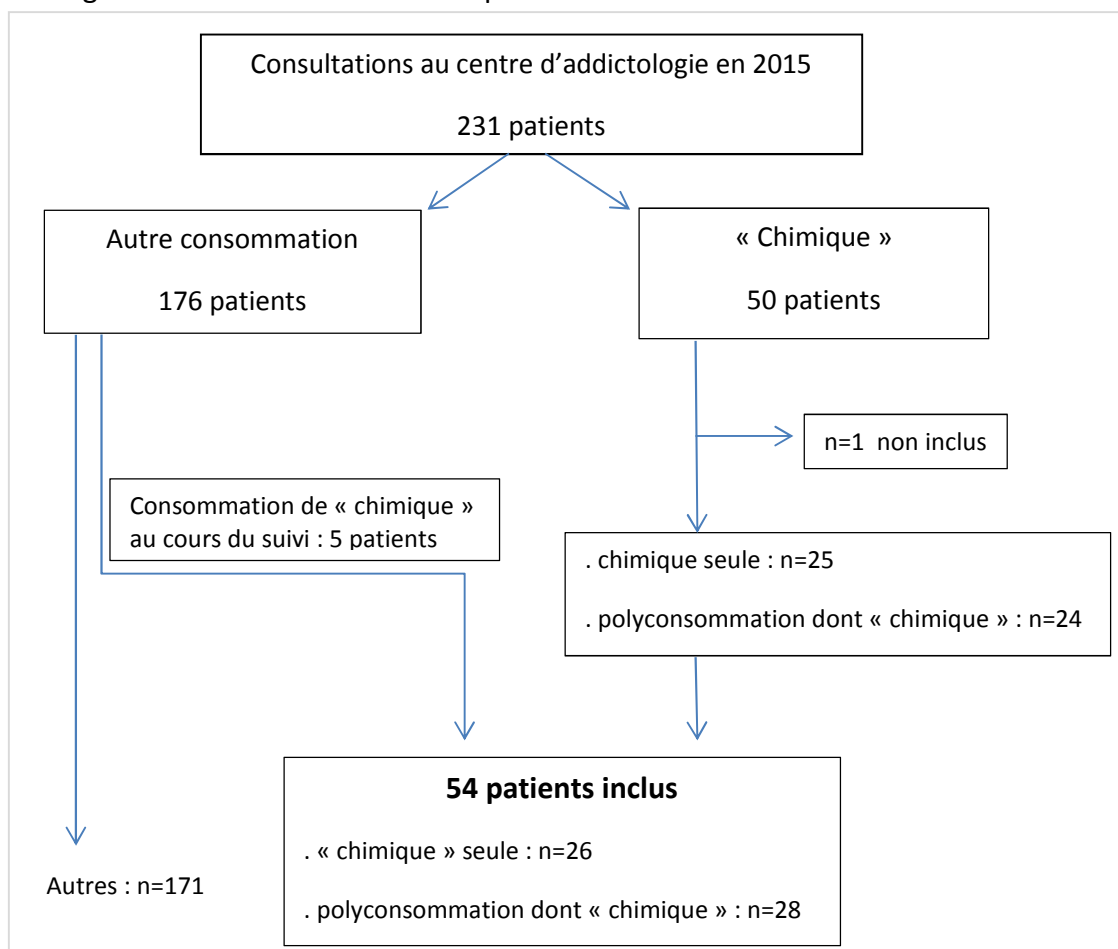 Consultations au centre d’addictologie en 2015
231 patients
Autre consommation
176 patients
« Chimique »
50 patients
n=1 non inclus
Consommation de « chimique »
au cours du suivi : 5 patients
. chimique seule : n=25
. polyconsommation dont « chimique » : n=24
54 patients inclus
. « chimique » seule : n=26
. polyconsommation dont « chimique » : n=28
Autres : n=171